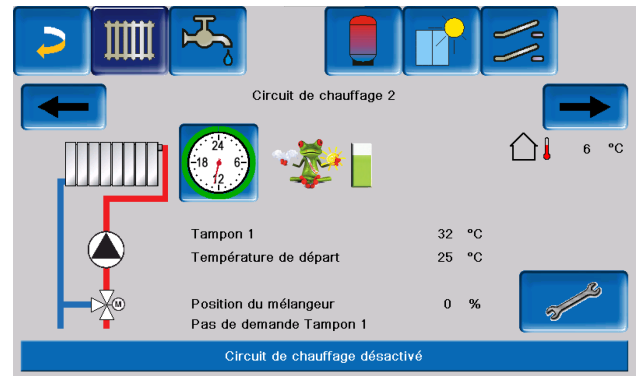 Circuit de chauffage 2
24
18 6
12
6 °C
Tampon 1 32 °C
Température de départ 25 °C
Position du mélangeur 0 %
Pas de demande Tampon 1
M
Circuit de chauffage désactivé